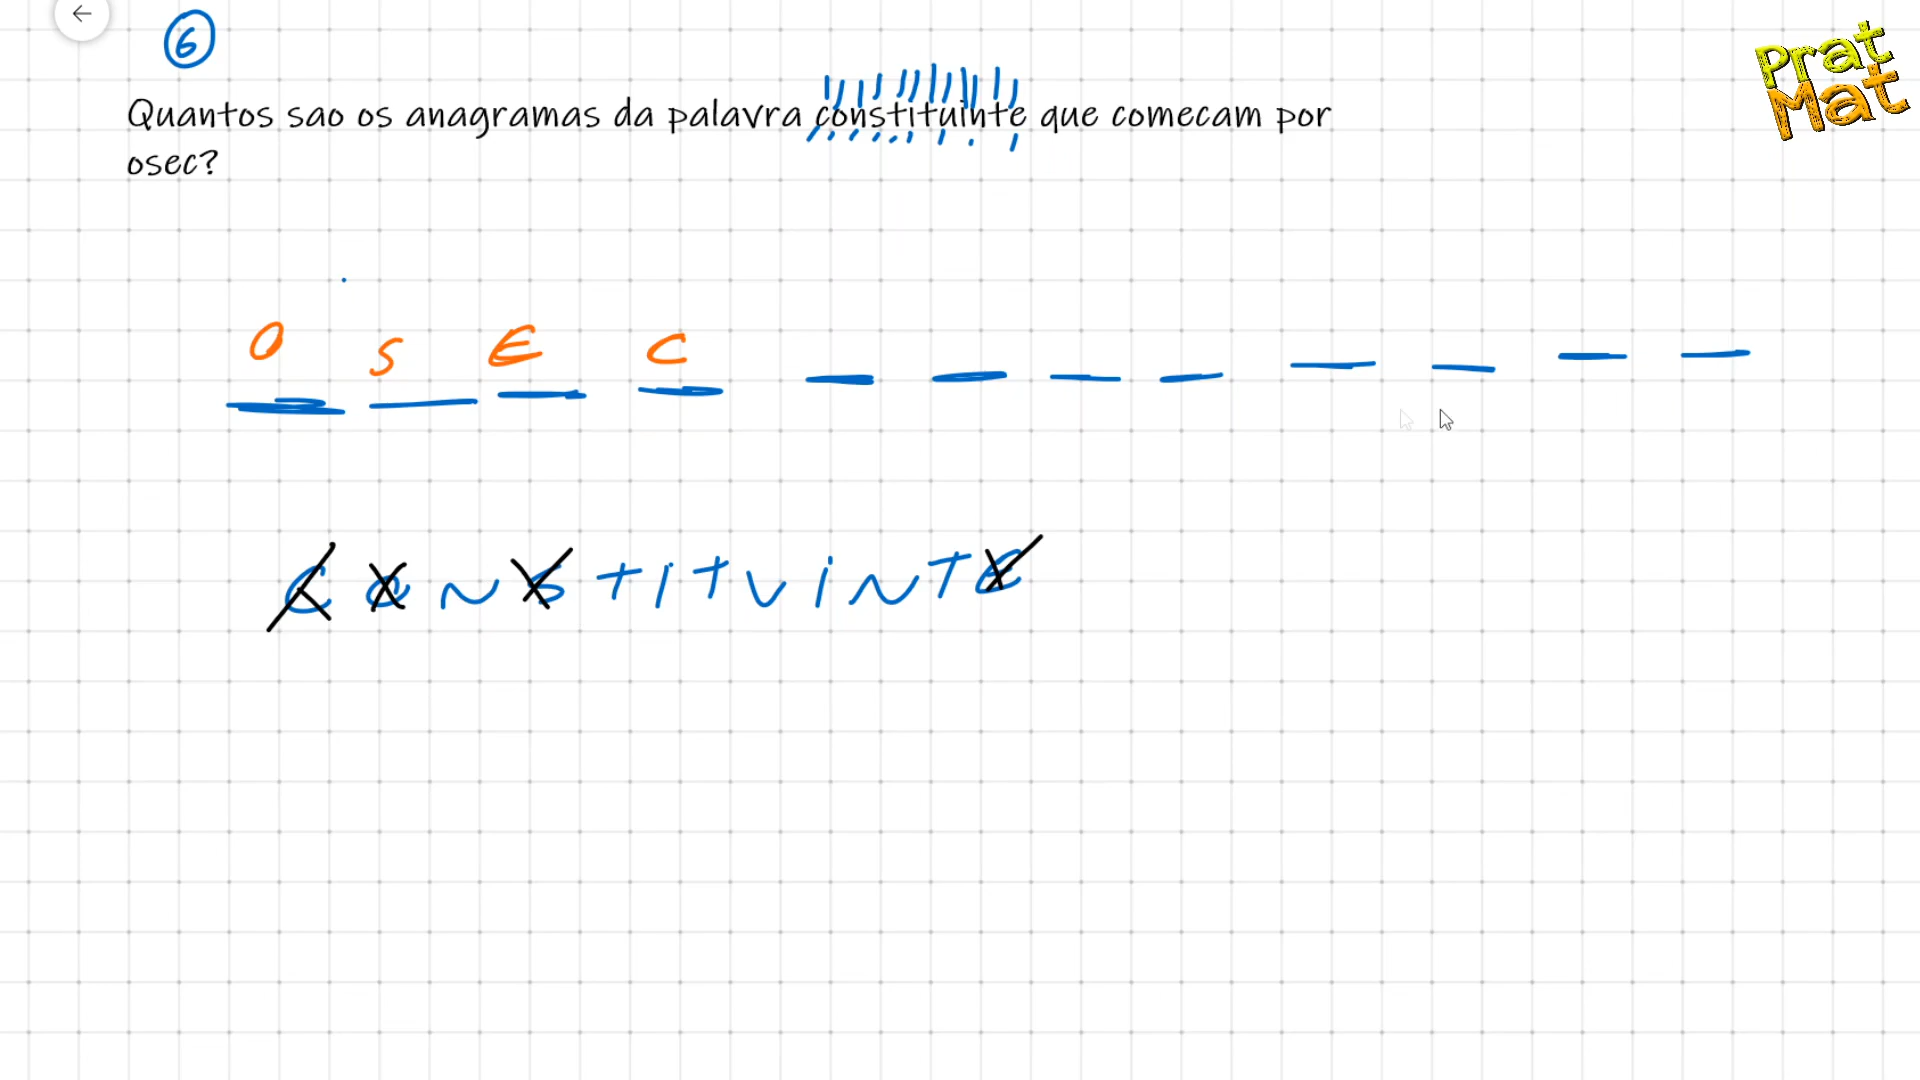 6
Prat
Mat
Quantos sao os anagramas da palavra constituinte que comecam por
osec?
O S E C
C O N S T I T U I N T E